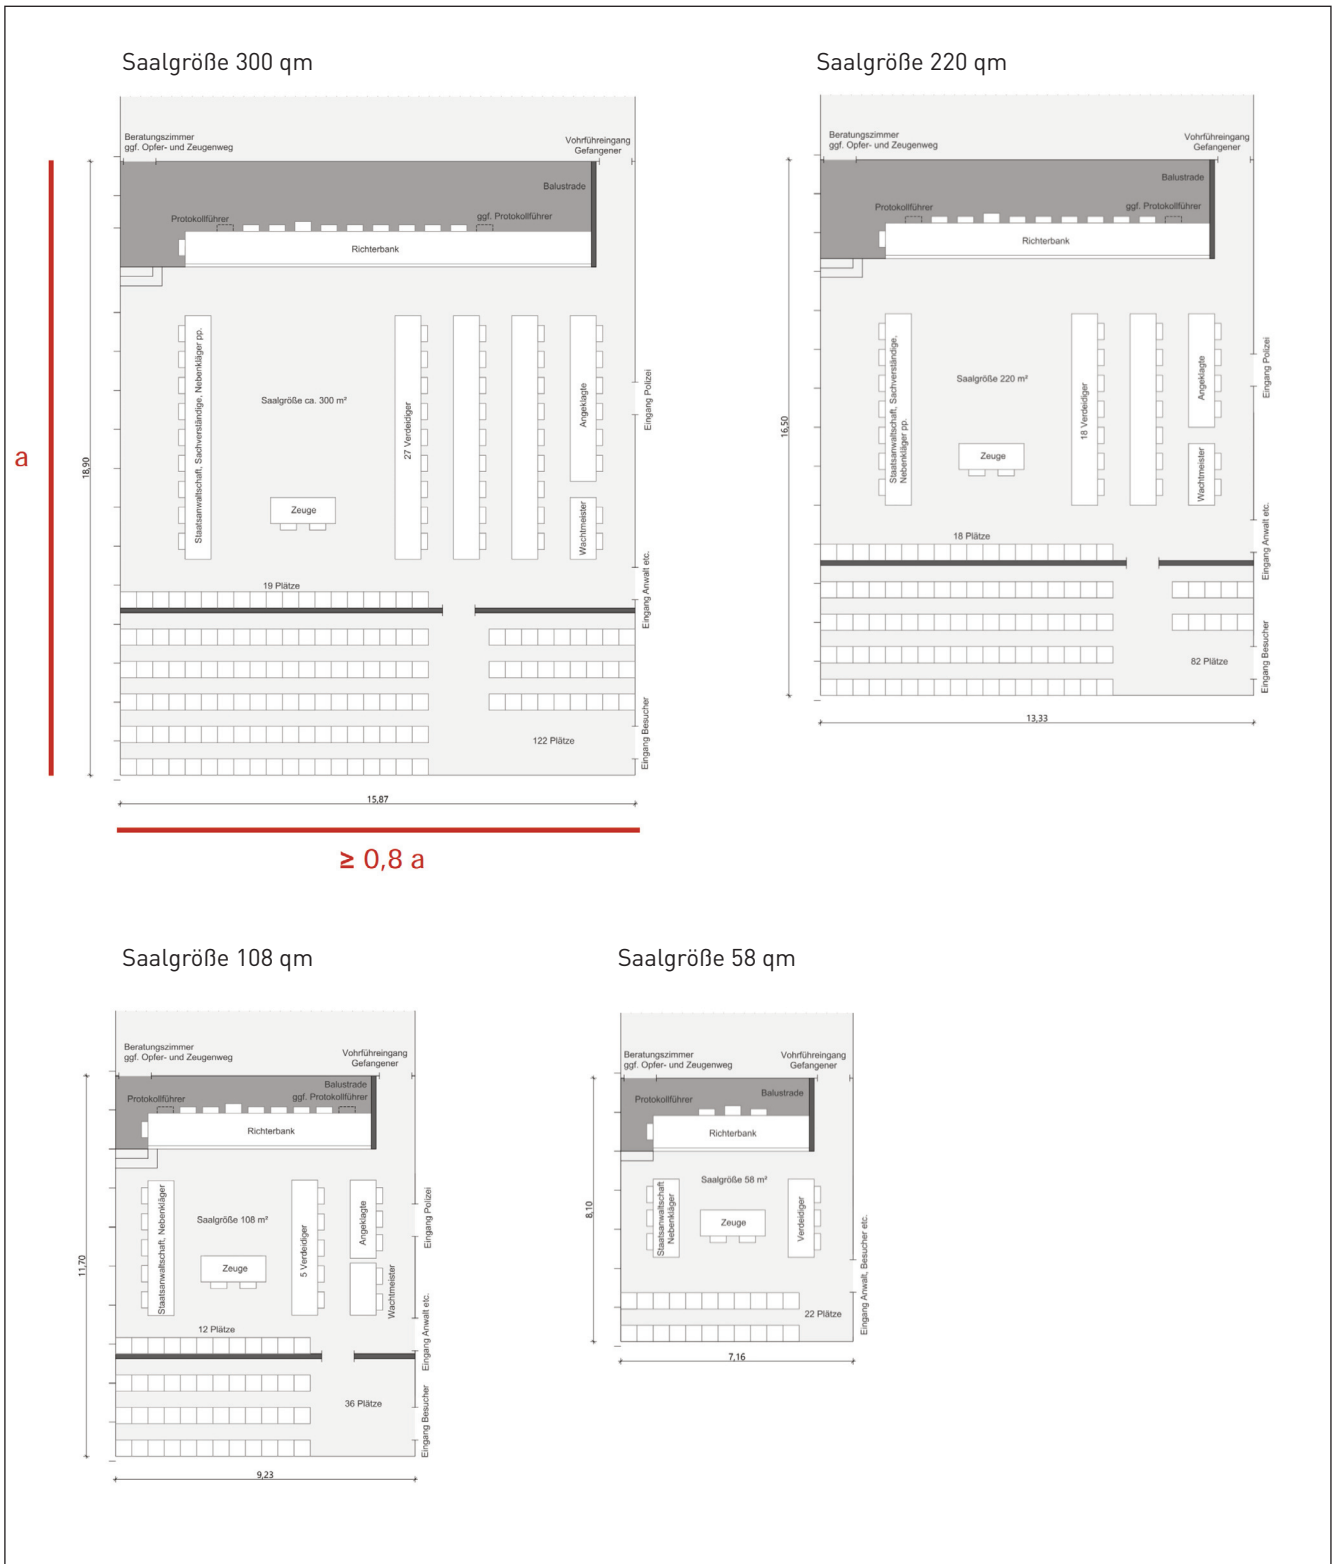 Saalgröße 300 qm
Beratungszimmer
ggf. Opfer- und Zeugenweg
Vohrführeingang
Gefangener
Balustrade
Protokollführer
ggf. Protokollführer
Richterbank
Staatsanwaltschaft, Sachverständige, Nebenkläger pp.
Saalgröße ca. 300 m²
27 Verdeidiger
Angeklagte
Eingang Polizei
a
18,90
Zeuge
Wachtmeister
Eingang Anwalt etc.
19 Plätze
122 Plätze
Eingang Besucher
15,87
≥ 0,8 a
Saalgröße 220 qm
Beratungszimmer
ggf. Opfer- und Zeugenweg
Vohrführeingang
Gefangener
Balustrade
Protokollführer
ggf. Protokollführer
Richterbank
Staatsanwaltschaft, Sachverständige,
Nebenkläger pp.
Saalgröße 220 m²
18 Verdeidiger
Angeklagte
Eingang Polizei
16,50
Zeuge
Wachtmeister
Eingang Anwalt etc.
18 Plätze
82 Plätze
Eingang Besucher
13,33
Saalgröße 108 qm
Beratungszimmer
ggf. Opfer- und Zeugenweg
Vohrführeingang
Gefangener
Balustrade
Protokollführer
ggf. Protokollführer
Richterbank
Staatsanwaltschaft, Nebenkläger
Saalgröße 108 m²
5 Verdeidiger
Angeklagte
Eingang Polizei
11,70
Zeuge
Wachtmeister
Eingang Anwalt etc.
12 Plätze
36 Plätze
Eingang Besucher
9,23
Saalgröße 58 qm
Beratungszimmer
ggf. Opfer- und Zeugenweg
Vohrführeingang
Gefangener
Balustrade
Protokollführer
Richterbank
Staatsanwaltschaft
Nebenkläger
Saalgröße 58 m²
Verdeidiger
8,10
Zeuge
Eingang Anwalt, Besucher etc.
22 Plätze
7,16